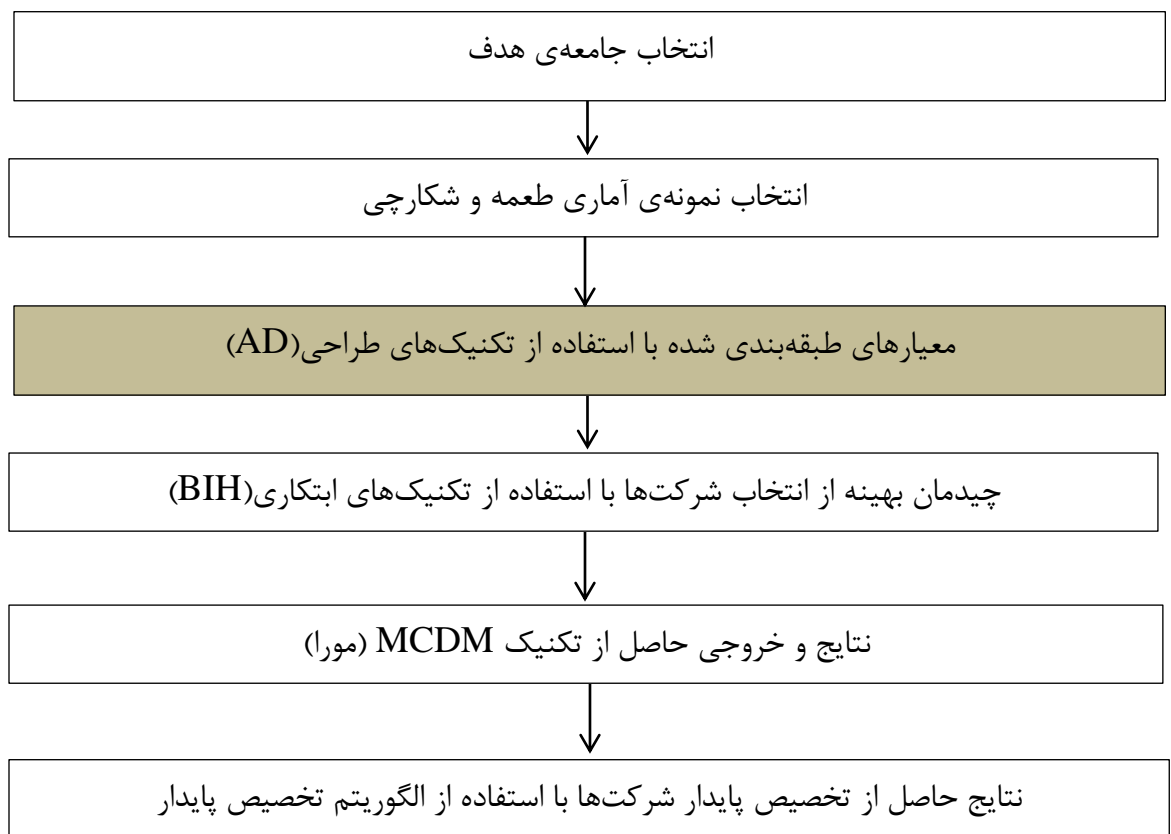 انتخاب جامعه‌ی هدف
انتخاب نمونه‌ی آماری طعمه و شکارچی
معیارهای طبقه‌بندی شده با استفاده از تکنیک‌های طراحی(AD)
چیدمان بهینه از انتخاب شرکت‌ها با استفاده از تکنیک‌های ابتکاری(BIH)
نتایج و خروجی حاصل از تکنیک MCDM (مورا)
نتایج حاصل از تخصیص پایدار شرکت‌ها با استفاده از الگوریتم تخصیص پایدار